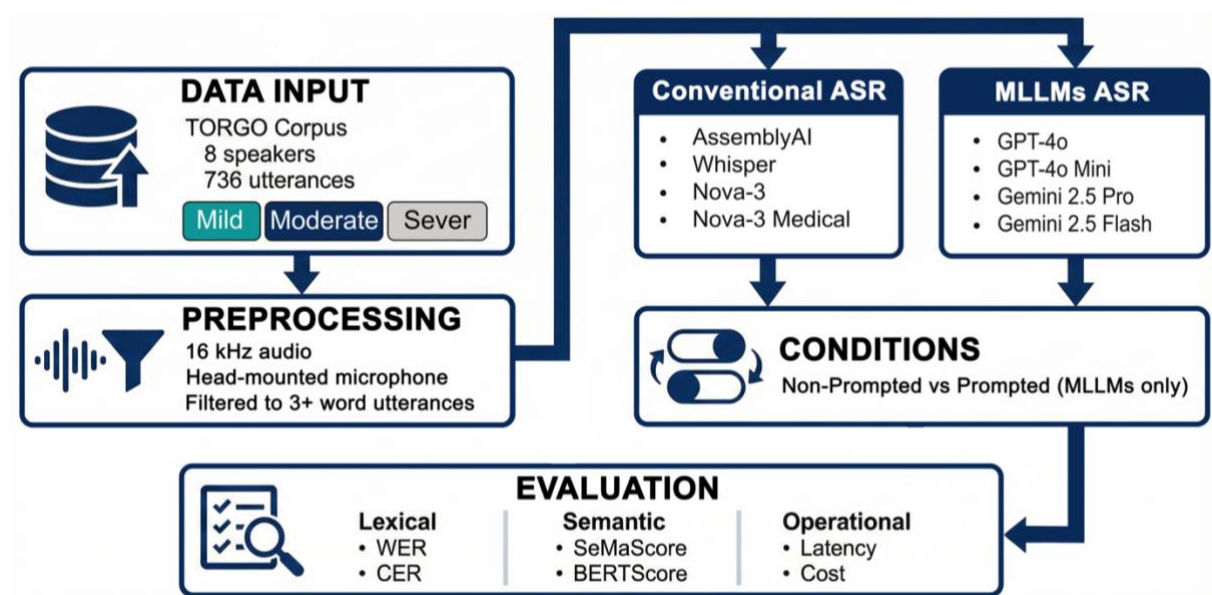 DATA INPUT
TORGO Corpus
8 speakers
736 utterances
Mild Moderate Sever
PREPROCESSING
16 kHz audio
Head-mounted microphone
Filtered to 3+ word utterances
Conventional ASR
• AssemblyAI
• Whisper
• Nova-3
• Nova-3 Medical
MLLMs ASR
• GPT-4o
• GPT-4o Mini
• Gemini 2.5 Pro
• Gemini 2.5 Flash
CONDITIONS
Non-Prompted vs Prompted (MLLMs only)
EVALUATION
Lexical
• WER
• CER
Semantic
• SeMaScore
• BERTScore
Operational
• Latency
• Cost